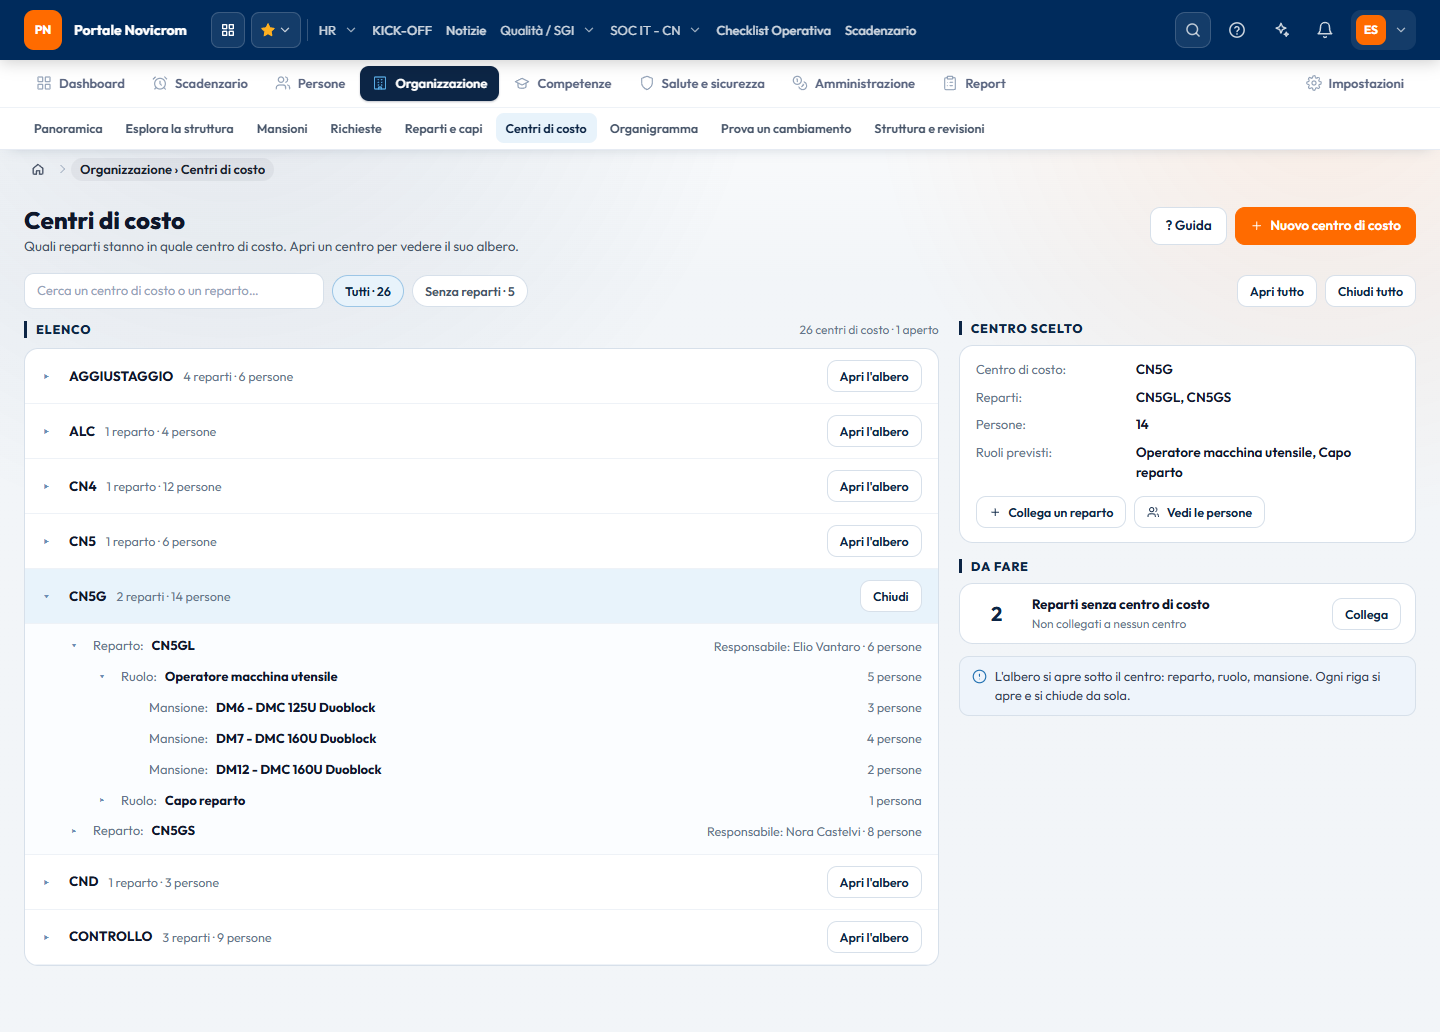 PN Portale Novicrom HR KICK-OFF Notizie Qualità / SGI SOC IT - CN Checklist Operativa Scadenzario ES
Dashboard Scadenzario Persone Organizzazione Competenze Salute e sicurezza Amministrazione Report Impostazioni
Panoramica Esplora la struttura Mansioni Richieste Reparti e capi Centri di costo Organigramma Prova un cambiamento Struttura e revisioni
Organizzazione › Centri di costo
Centri di costo
Quali reparti stanno in quale centro di costo. Apri un centro per vedere il suo albero.
? Guida + Nuovo centro di costo
Cerca un centro di costo o un reparto... Tutti · 26 Senza reparti · 5 Apri tutto Chiudi tutto
ELENCO 26 centri di costo · 1 aperto
AGGIUSTAGGIO 4 reparti · 6 persone Apri l'albero
ALC 1 reparto · 4 persone Apri l'albero
CN4 1 reparto · 12 persone Apri l'albero
CN5 1 reparto · 6 persone Apri l'albero
CN5G 2 reparti · 14 persone Chiudi
Reparto: CN5GL Responsabile: Elio Vantaro · 6 persone
Ruolo: Operatore macchina utensile 5 persone
Mansione: DM6 - DMC 125U Duoblock 3 persone
Mansione: DM7 - DMC 160U Duoblock 4 persone
Mansione: DM12 - DMC 160U Duoblock 2 persone
Ruolo: Capo reparto 1 persona
Reparto: CN5GS Responsabile: Nora Castelvi · 8 persone
CND 1 reparto · 3 persone Apri l'albero
CONTROLLO 3 reparti · 9 persone Apri l'albero
CENTRO SCELTO
Centro di costo: CN5G
Reparti: CN5GL, CN5GS
Persone: 14
Ruoli previsti: Operatore macchina utensile, Capo
reparto
+ Collega un reparto Vedi le persone
DA FARE
2 Reparti senza centro di costo Collega
Non collegati a nessun centro
L'albero si apre sotto il centro: reparto, ruolo, mansione. Ogni riga si
apre e si chiude da sola.